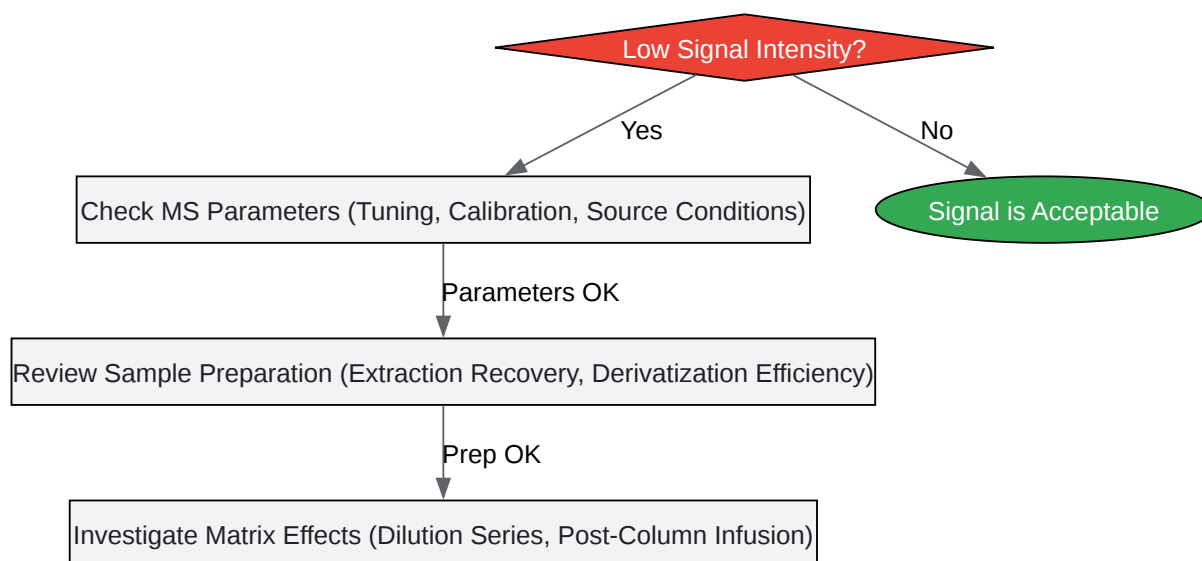 Low Signal Intensity?
Yes
No
Check MS Parameters (Tuning, Calibration, Source Conditions)
Signal is Acceptable
Parameters OK
Review Sample Preparation (Extraction Recovery, Derivatization Efficiency)
Prep OK
Investigate Matrix Effects (Dilution Series, Post-Column Infusion)